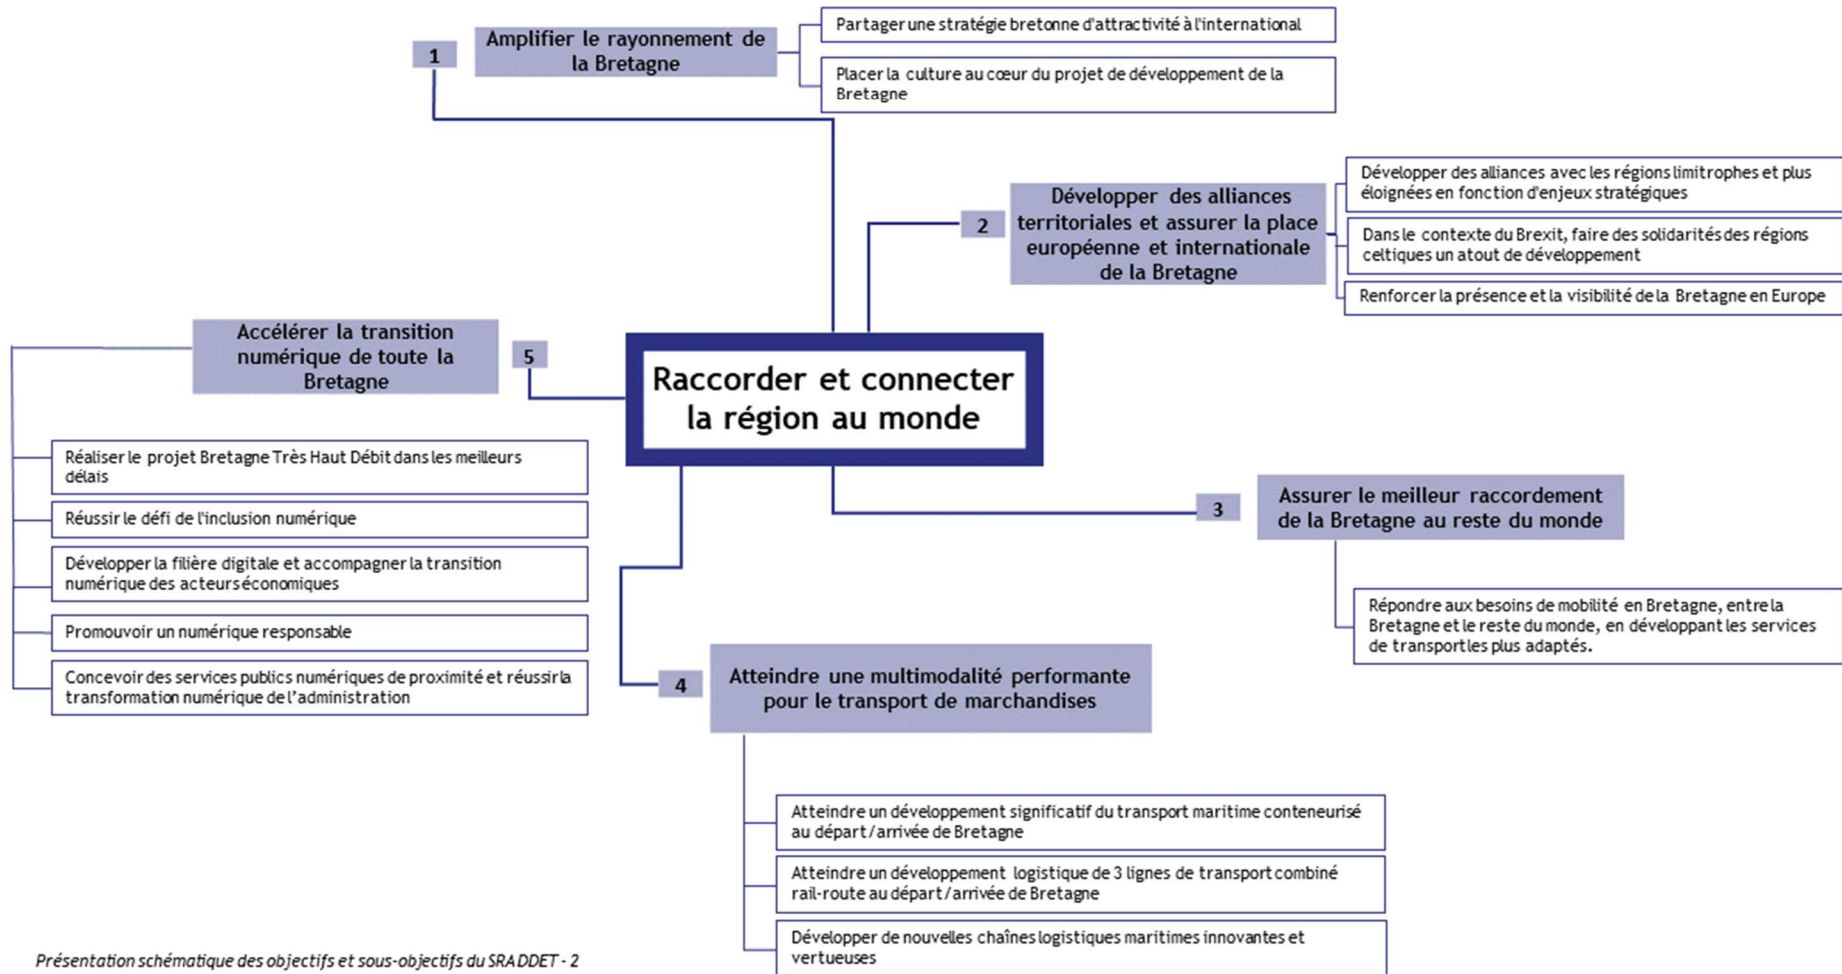 1
Amplifier le rayonnement de
la Bretagne
Partager une stratégie bretonne d'attractivité à l'international
Placer la culture au cœur du projet de développement de la
Bretagne
2
Développer des alliances
territoriales et assurer la place
européenne et internationale
de la Bretagne
Développer des alliances avec les régions limitrophes et plus
éloignées en fonction d'enjeux stratégiques
Dans le contexte du Brexit, faire des solidarités des régions
celtiques un atout de développement
Renforcer la présence et la visibilité de la Bretagne en Europe
Raccorder et connecter
la région au monde
3
Assurer le meilleur raccordement
de la Bretagne au reste du monde
Répondre aux besoins de mobilité en Bretagne, entre la
Bretagne et le reste du monde, en développant les services
de transport les plus adaptés.
4
Atteindre une multimodalité performante
pour le transport de marchandises
Atteindre un développement significatif du transport maritime conteneurisé
au départ/arrivée de Bretagne
Atteindre un développement logistique de 3 lignes de transport combiné
rail-route au départ/arrivée de Bretagne
Développer de nouvelles chaînes logistiques maritimes innovantes et
vertueuses
Accélérer la transition
numérique de toute la
Bretagne
5
Réaliser le projet Bretagne Très Haut Débit dans les meilleurs
délais
Réussir le défi de l'inclusion numérique
Développer la filière digitale et accompagner la transition
numérique des acteurs économiques
Promouvoir un numérique responsable
Concevoir des services publics numériques de proximité et réussir la
transformation numérique de l’administration
Présentation schématique des objectifs et sous-objectifs du SRADDET - 2